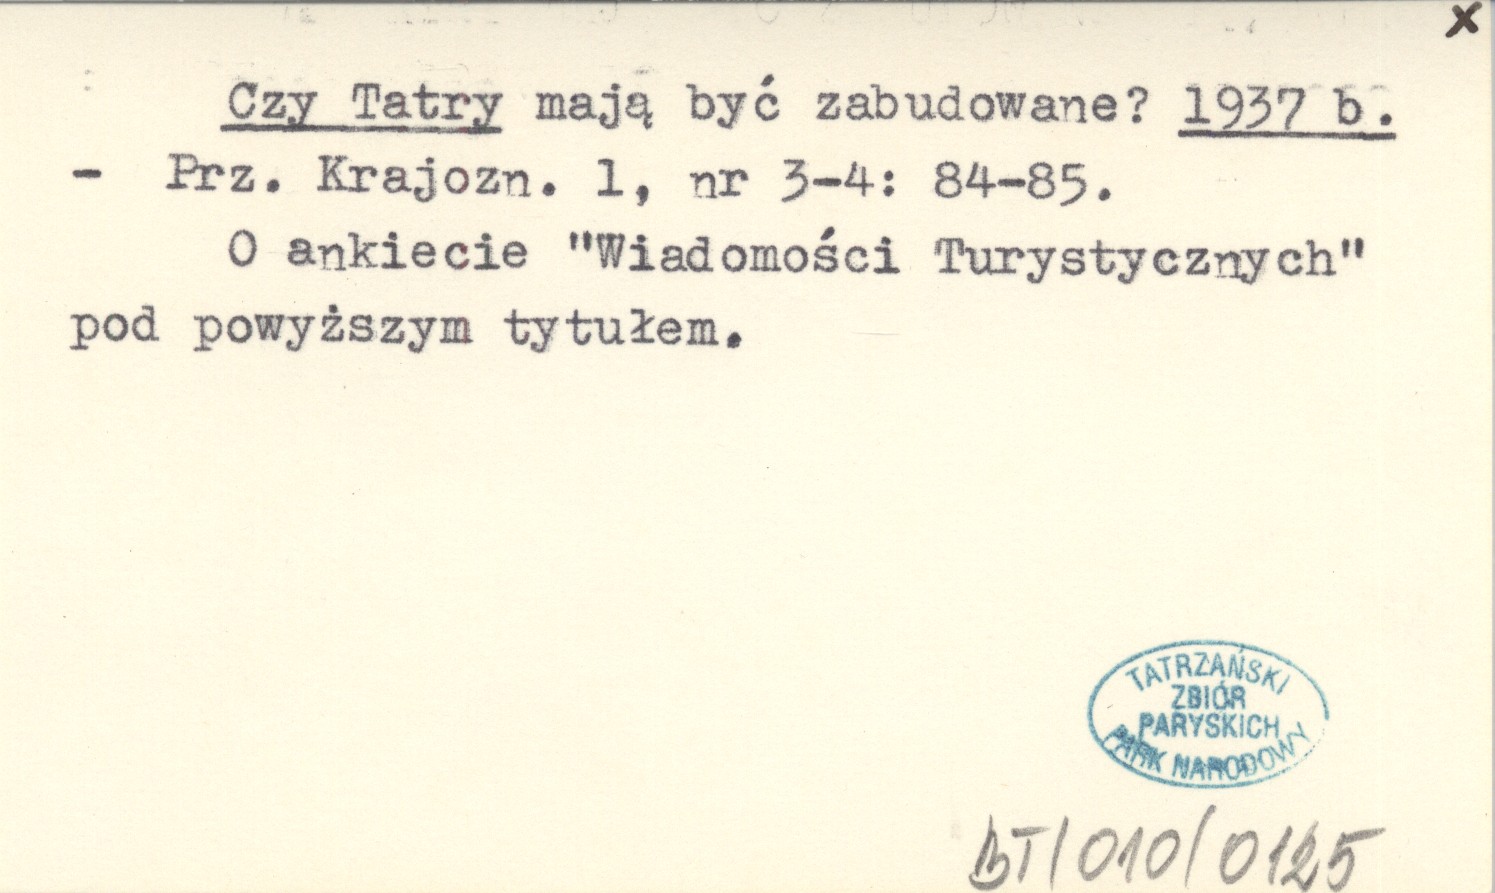 x
Czy Tatry mają być zabudowane? 1937 b.
- Prz. Krajozn. 1, nr 3-4: 84-85.
O ankiecie "Wiadomości Turystycznych"
pod powyższym tytułem.
TATRZAŃSKI
ZBIÓR
PARYSKICH
PARK NARODOWY
BT/010/0125